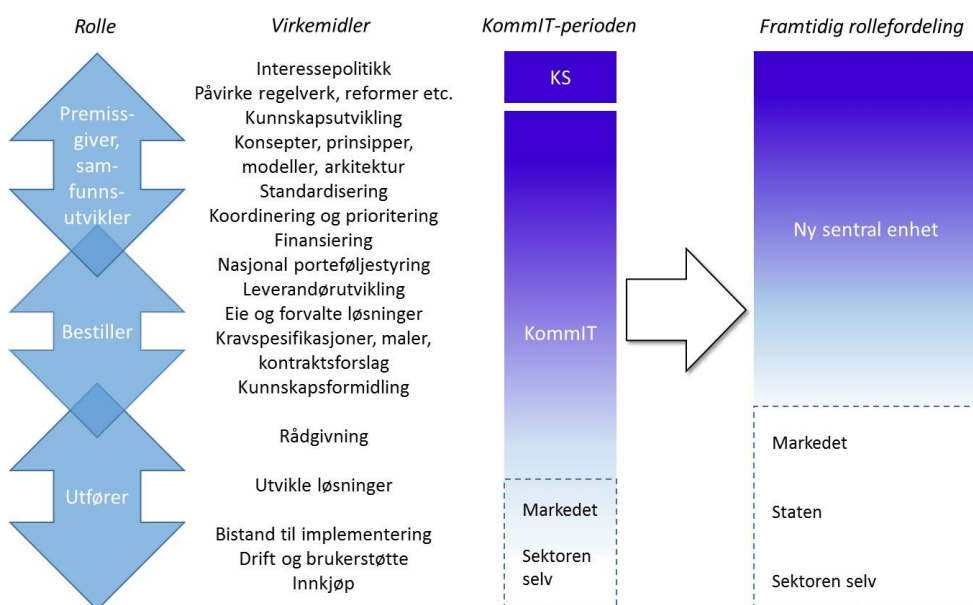 Rolle
Virkemidler
KommIT-perioden
Framtidig rollefordeling
Premiss-
giver,
sam-
funns-
utvikler
Bestiller
Utfører
Interessepolitikk
Påvirke regelverk, reformer etc.
Kunnskapsutvikling
Konsepter, prinsipper,
modeller, arkitektur
Standardisering
Koordinering og prioritering
Finansiering
Nasjonal porteføljestyring
Leverandørutvikling
Eie og forvalte løsninger
Kravspesifikasjoner, maler,
kontraktsforslag
Kunnskapsformidling
Rådgivning
Utvikle løsninger
Bistand til implementering
Drift og brukerstøtte
Innkjøp
KS
KommIT
Markedet
Sektoren
selv
Ny sentral enhet
Markedet
Staten
Sektoren selv